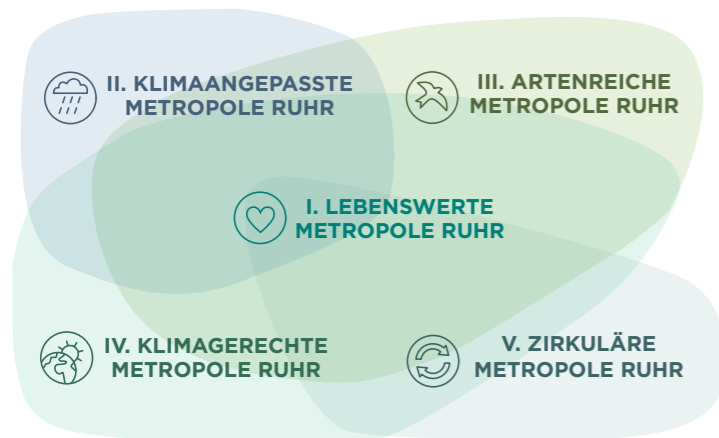 II. KLIMAANGEPASSTE
METROPOLE RUHR
III. ARTENREICHE
METROPOLE RUHR
I. LEBENSWERTE
METROPOLE RUHR
IV. KLIMAGERECHTE
METROPOLE RUHR
V. ZIRKULÄRE
METROPOLE RUHR